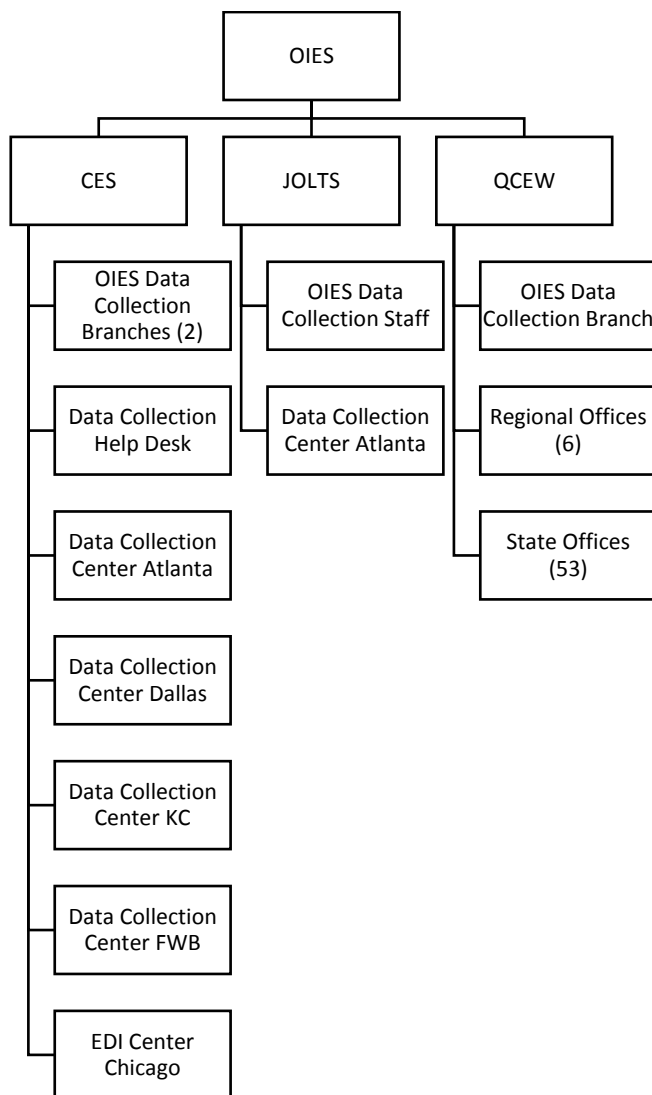 OIES
CES
JOLTS
QCEW
OIES Data
Collection
Branches (2)
Data Collection
Help Desk
Data Collection
Center Atlanta
Data Collection
Center Dallas
Data Collection
Center KC
Data Collection
Center FWB
EDI Center
Chicago
OIES Data
Collection Staff
Data Collection
Center Atlanta
OIES Data
Collection Branch
Regional Offices
(6)
State Offices
(53)